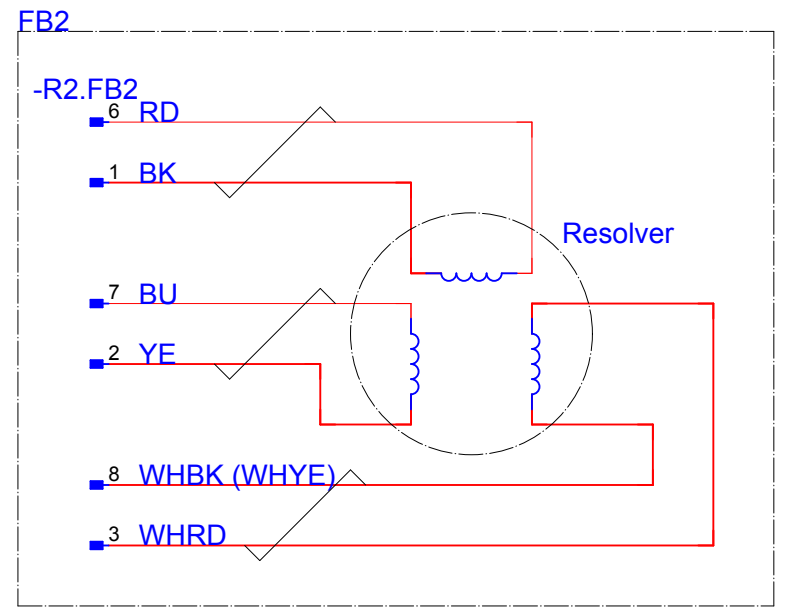 FB2
-R2.FB2
6 RD
1 BK
Resolver
7 BU
2 YE
8 WHBK (WHYE)
3 WHRD